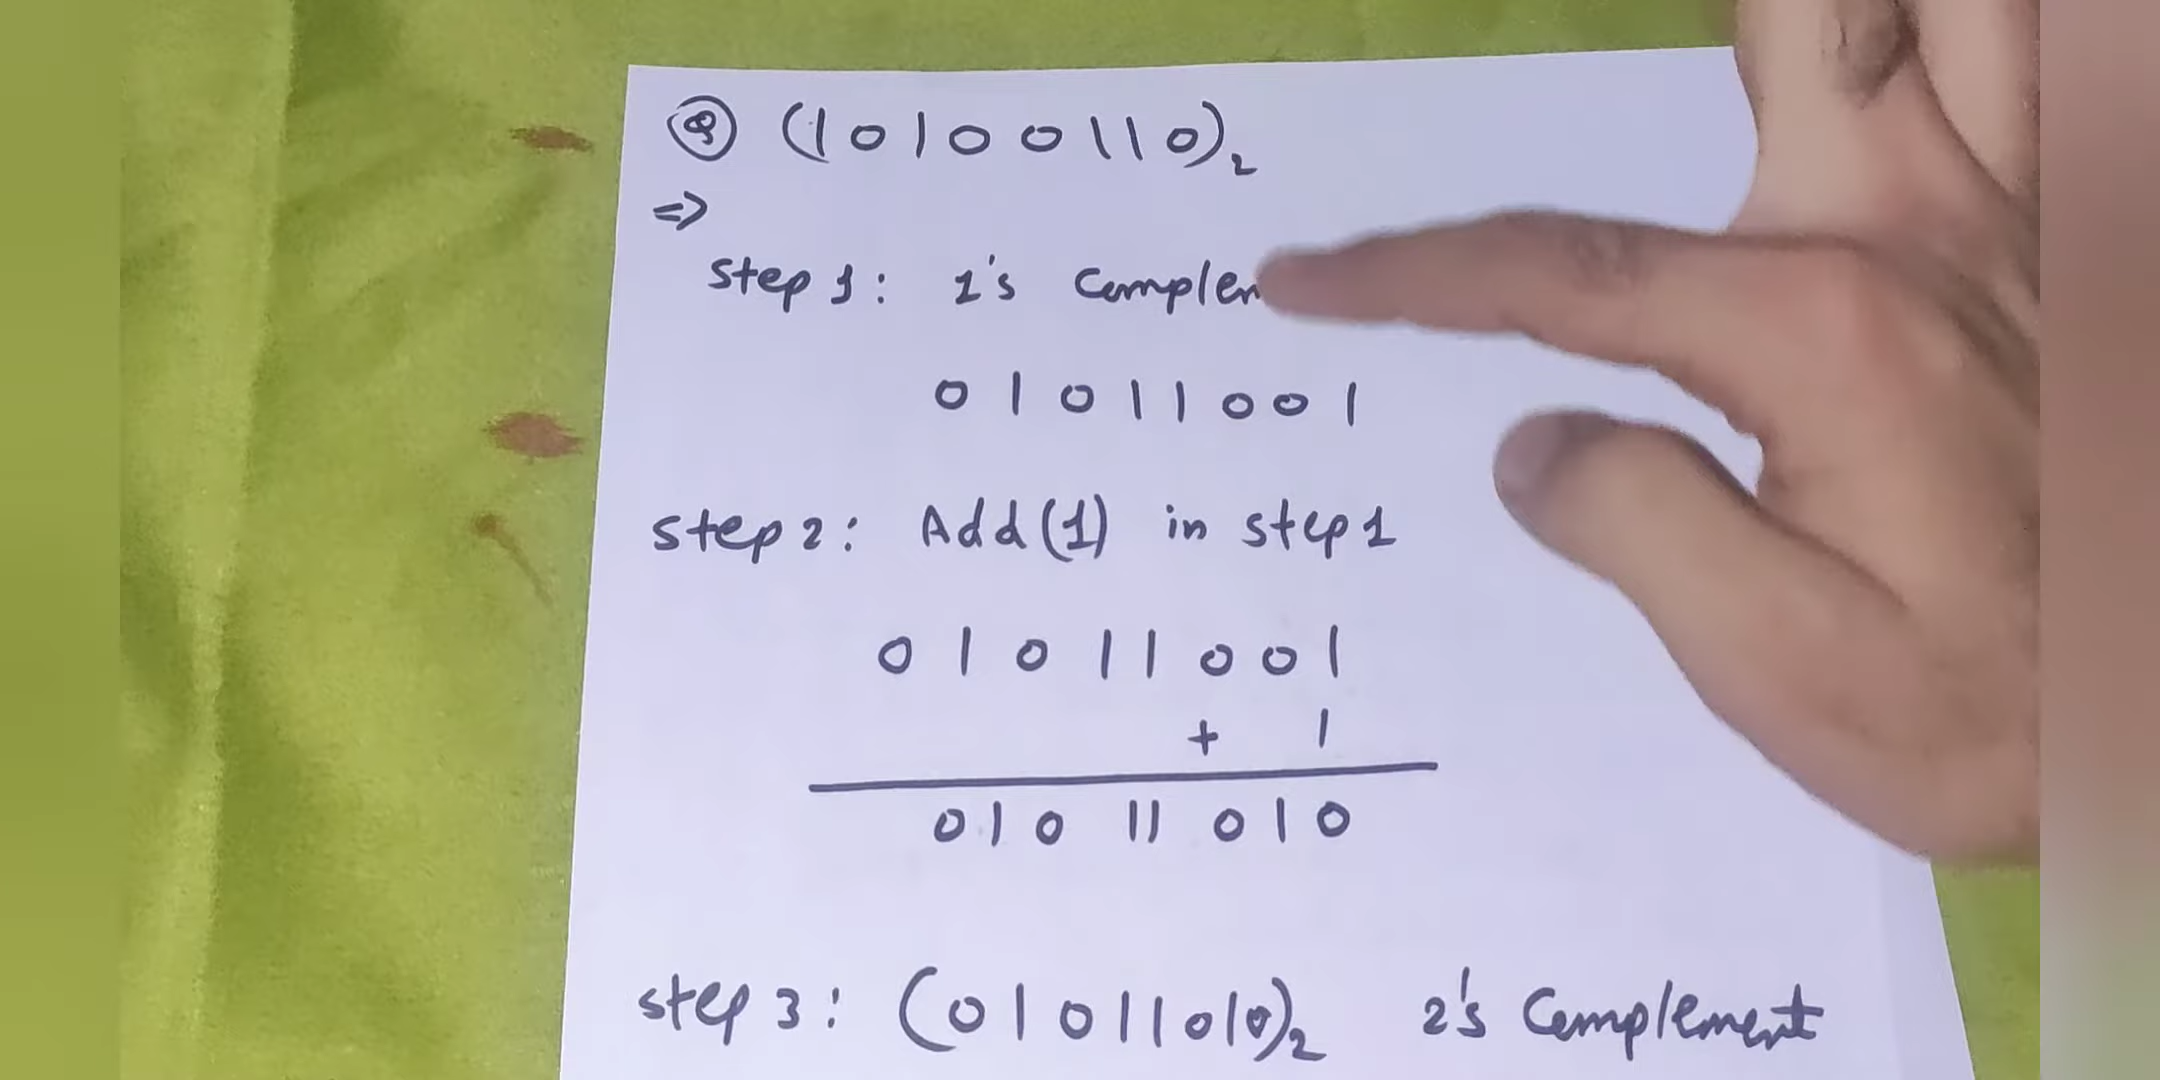 Q (10100110)₂
=>
Step 1: 1's Complem
01011001
Step 2: Add(1) in step 1
01011001
+ 1
01011010
Step 3: (01011010)₂ 2's Complement